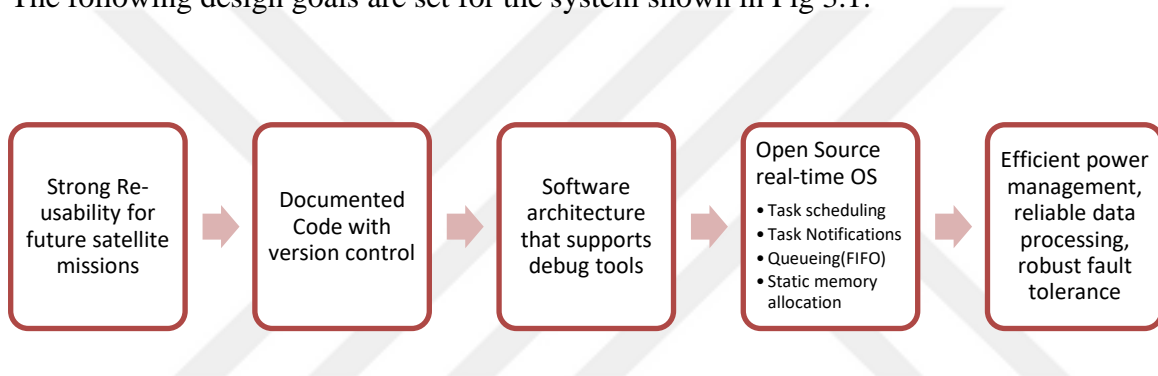 The following design goals are set for the system shown in Fig 3.1.
Strong Re-
usability for
future satellite
missions
Documented
Code with
version control
Software
architecture
that supports
debug tools
Open Source
real-time OS
• Task scheduling
• Task Notifications
• Queueing(FIFO)
• Static memory
allocation
Efficient power
management,
reliable data
processing,
robust fault
tolerance